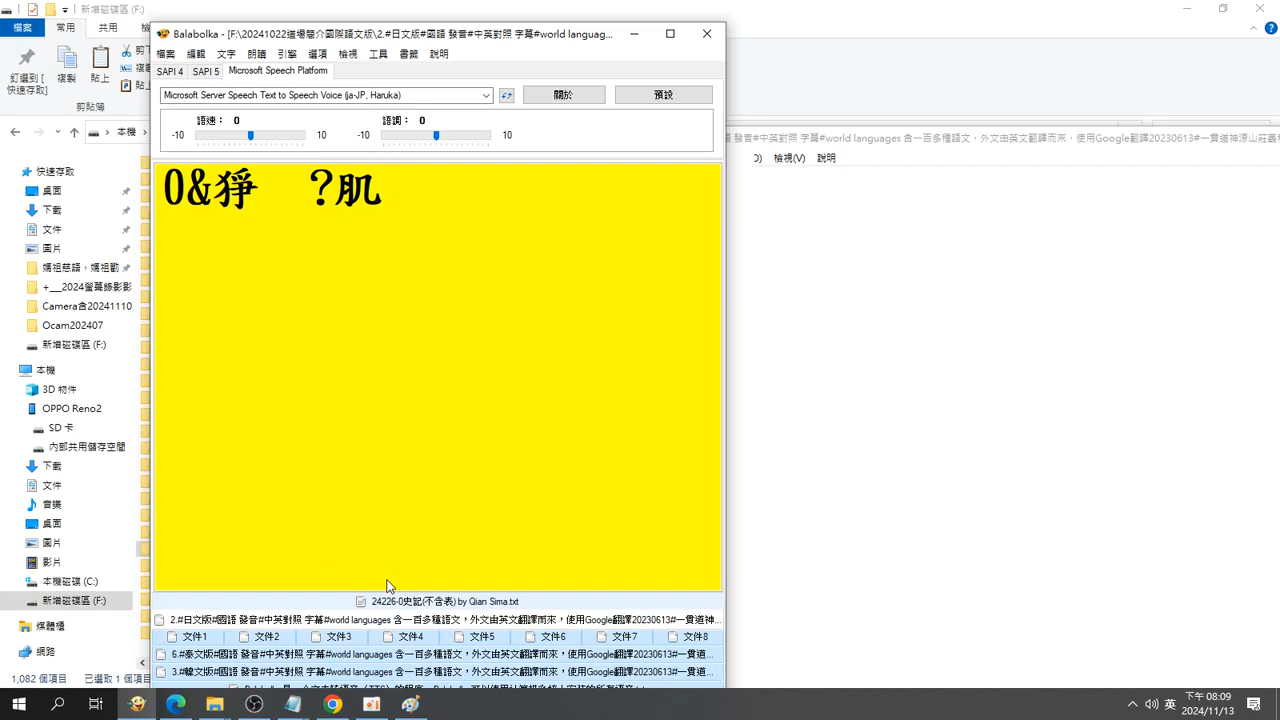 新增磁碟區 (F:)
檔案
常用
共用
Balabolka - [F:\20241022道場簡介國際語文版\2.#日文版#國語 發音#中英對照 字幕#world languag...
檔案 編輯 文字 朗讀 引擎 選項 檢視 工具 書籤 說明
SAPI 4 SAPI 5 Microsoft Speech Platform
釘選到 [
快速存取]
複製
貼上
剪貼簿
Microsoft Server Speech Text to Speech Voice (ja-JP, Haruka)
關於
預設
語速： 0
語調： 0
-10 10 -10 10
本機
#中英對照 字幕#world languages 含一百多種語文，外文由英文翻譯而來，使用Google翻譯20230613#一貫道神源山莊義
檢視(V) 說明
0&猙 ?肌
快速存取
桌面
下載
文件
圖片
媽祖慈語，媽祖勸
+__2024螢幕錄影影
Camera含20241110
Ocam202407
新增磁碟區 (F:)
本機
3D 物件
OPPO Reno2
SD 卡
內部共用儲存空間
下載
文件
音樂
桌面
圖片
影片
本機磁碟 (C:)
新增磁碟區 (F:)
媒體櫃
網路
24226-0史記(不含表) by Qian Sima.txt
2.#日文版#國語 發音#中英對照 字幕#world languages 含一百多種語文，外文由英文翻譯而來，使用Google翻譯20230613#一貫道神...
文件1 文件2 文件3 文件4 文件5 文件6 文件7 文件8
6.#泰文版#國語 發音#中英對照 字幕#world languages 含一百多種語文，外文由英文翻譯而來，使用Google翻譯20230613#一貫道...
3.#韓文版#國語 發音#中英對照 字幕#world languages 含一百多種語文，外文由英文翻譯而來，使用Google翻譯20230613#一貫道...
1,082 個項目 已選取 1 個項目
英
下午 08:09
2024/11/13